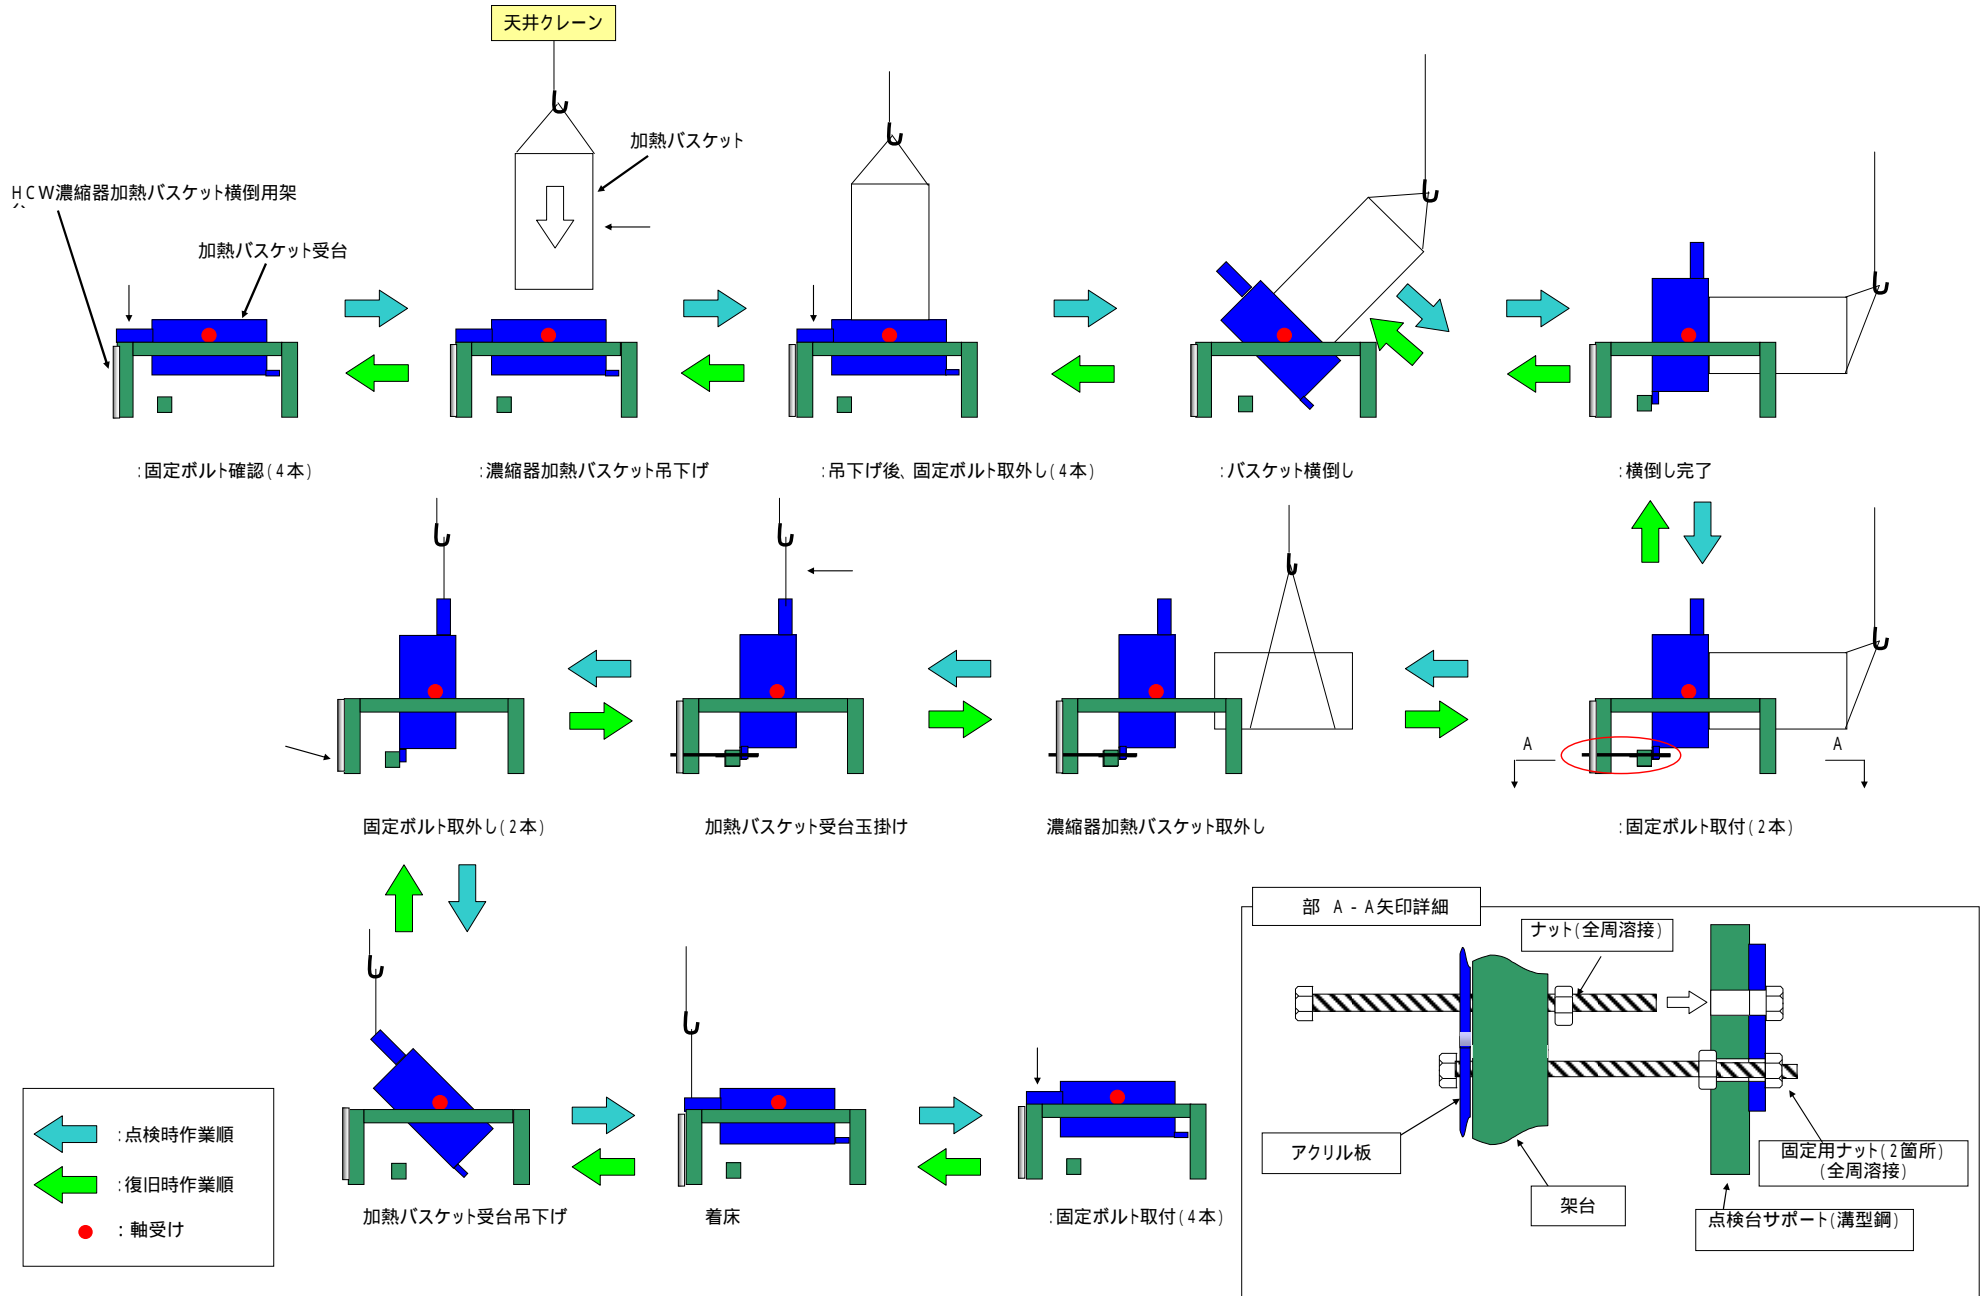 天井クレーン
加熱バスケット
HCW濃縮器加熱バスケット横倒用架
加熱バスケット受台
:固定ボルト確認(4本)
:濃縮器加熱バスケット吊下げ
:吊下げ後、固定ボルト取外し(4本)
:バスケット横倒し
:横倒し完了
A
A
固定ボルト取外し(2本)
加熱バスケット受台玉掛け
濃縮器加熱バスケット取外し
:固定ボルト取付(2本)
部 A-A矢印詳細
ナット(全周溶接)
アクリル板
架台
固定用ナット(2箇所)
(全周溶接)
点検台サポート(溝型鋼)
:点検時作業順
:復旧時作業順
:軸受け
加熱バスケット受台吊下げ
着床
:固定ボルト取付(4本)